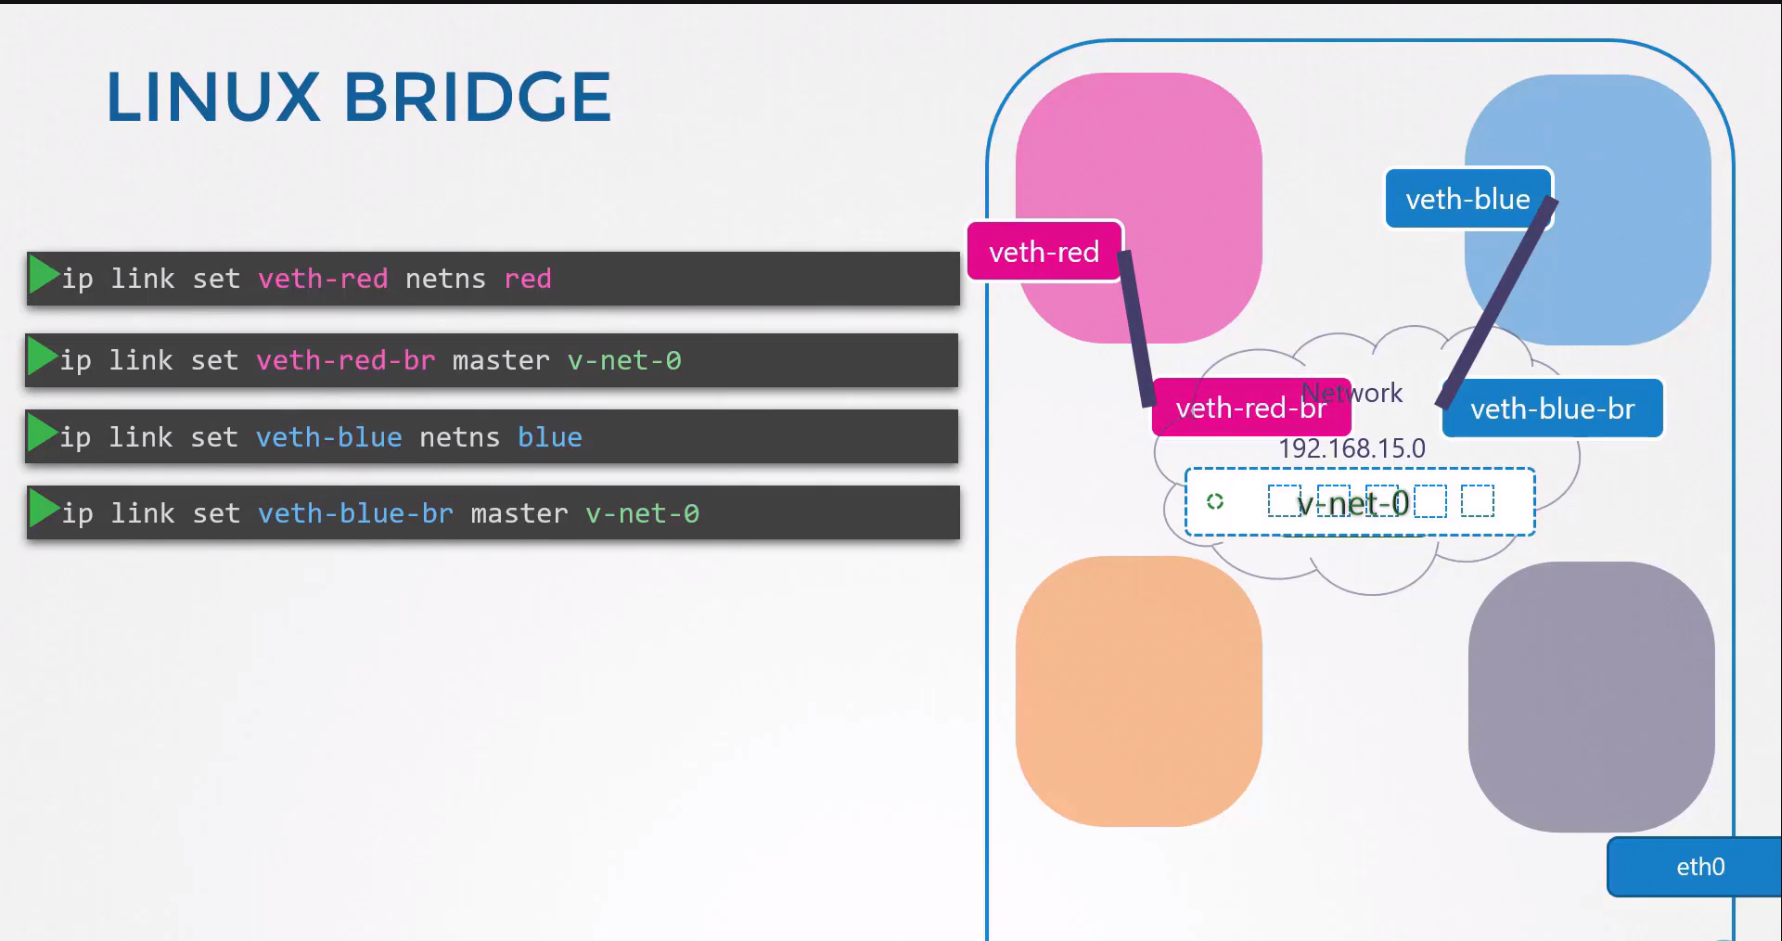 LINUX BRIDGE
ip link set veth-red netns red
ip link set veth-red-br master v-net-0
ip link set veth-blue netns blue
ip link set veth-blue-br master v-net-0
veth-blue
veth-red
Network
veth-red-br
veth-blue-br
192.168.15.0
v-net-0
eth0